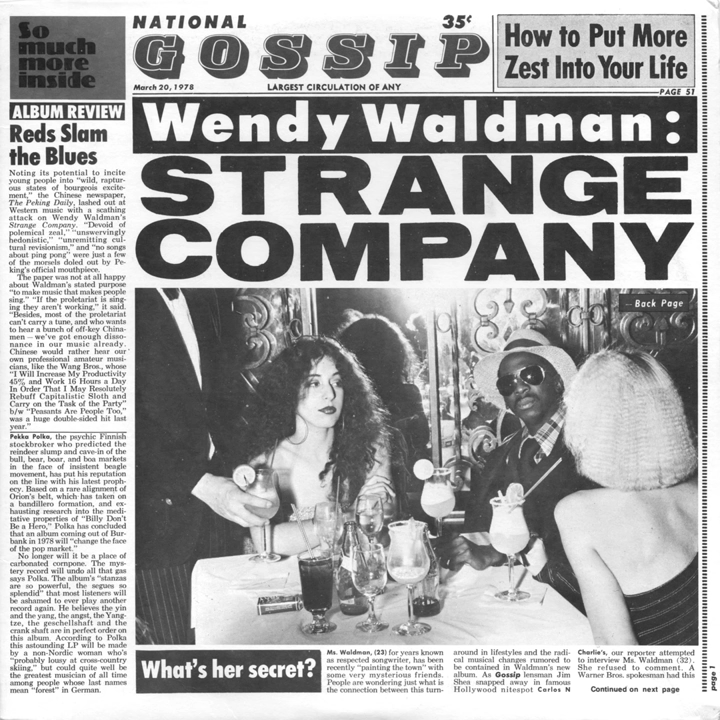 So
much
more
inside
NATIONAL 35¢
GOSSIP
March 20, 1978 LARGEST CIRCULATION OF ANY
How to Put More
Zest Into Your Life
PAGE 51
ALBUM REVIEW
Reds Slam
the Blues
Noting its potential to incite
young people into "wild, raptur-
ous states of bourgeois excite-
ment," the Chinese newspaper,
The Peking Daily, lashed out at
Western music with a scathing
attack on Wendy Waldman's
Strange Company. "Devoid of
polemical zeal," "unswervingly
hedonistic," "unremitting cul-
tural revisionism," and "no songs
about ping pong" were just a few
of the morsels doled out by Pe-
king's official mouthpiece.
The paper was not at all happy
about Waldman's stated purpose
"to make music that makes people
sing." "If the proletariat is sing-
ing they aren't working," it said.
"Besides, most of the proletariat
can't carry a tune, and who wants
to hear a bunch of off-key China-
men – we've got enough disso-
nance in our music already.
Chinese would rather hear our
own professional amateur musi-
cians, like the Wang Bros., whose
"I Will Increase My Productivity
45% and Work 16 Hours a Day
In Order That I May Resolutely
Rebuff Capitalistic Sloth and
Carry on the Task of the Party"
b/w "Peasants Are People Too,"
was a huge double-sided hit last
year."
Pekka Polka, the psychic Finnish
stockbroker who predicted the
reindeer slump and cave-in of the
bull, bear, boar, and boa markets
in the face of insistent beagle
movement, has put his reputation
on the line with his latest proph-
ecy. Based on a rare alignment of
Orion's belt, which has taken on
a bandillero formation, and ex-
hausting research into the medi-
tative properties of "Billy Don't
Be a Hero," Polka has concluded
that an album coming out of Bur-
bank in 1978 will "change the face
of the pop market."
No longer will it be a place of
carbonated cornpone. The mys-
tery record will undo all that gas
says Polka. The album's "stanzas
are so powerful, the segues so
splendid" that most listeners will
be ashamed to ever play another
record again. He believes the yin
and the yang, the angst, the Yang-
tze, the geschellshaft and the
crank shaft are in perfect order on
this album. According to Polka
this astounding LP will be made
by a non-Nordic woman who's
"probably lousy at cross-country
skiing," but could quite well be
the greatest musician of all time
among people whose last names
mean "forest" in German.
Wendy Waldman:
STRANGE
COMPANY
—Back Page
What's her secret?
Ms. Waldman, (23) for years known
as respected songwriter, has been
recently "painting the town" with
some very mysterious friends.
People are wondering just what is
the connection between this turn-
around in lifestyles and the radi-
cal musical changes rumored to
be contained in Waldman's new
album. As Gossip lensman Jim
Shea snapped away in famous
Hollywood nitespot Carlos N
Charlie's, our reporter attempted
to interview Ms. Waldman (32).
She refused to comment. A
Warner Bros. spokesman had this
Continued on next page
page 1